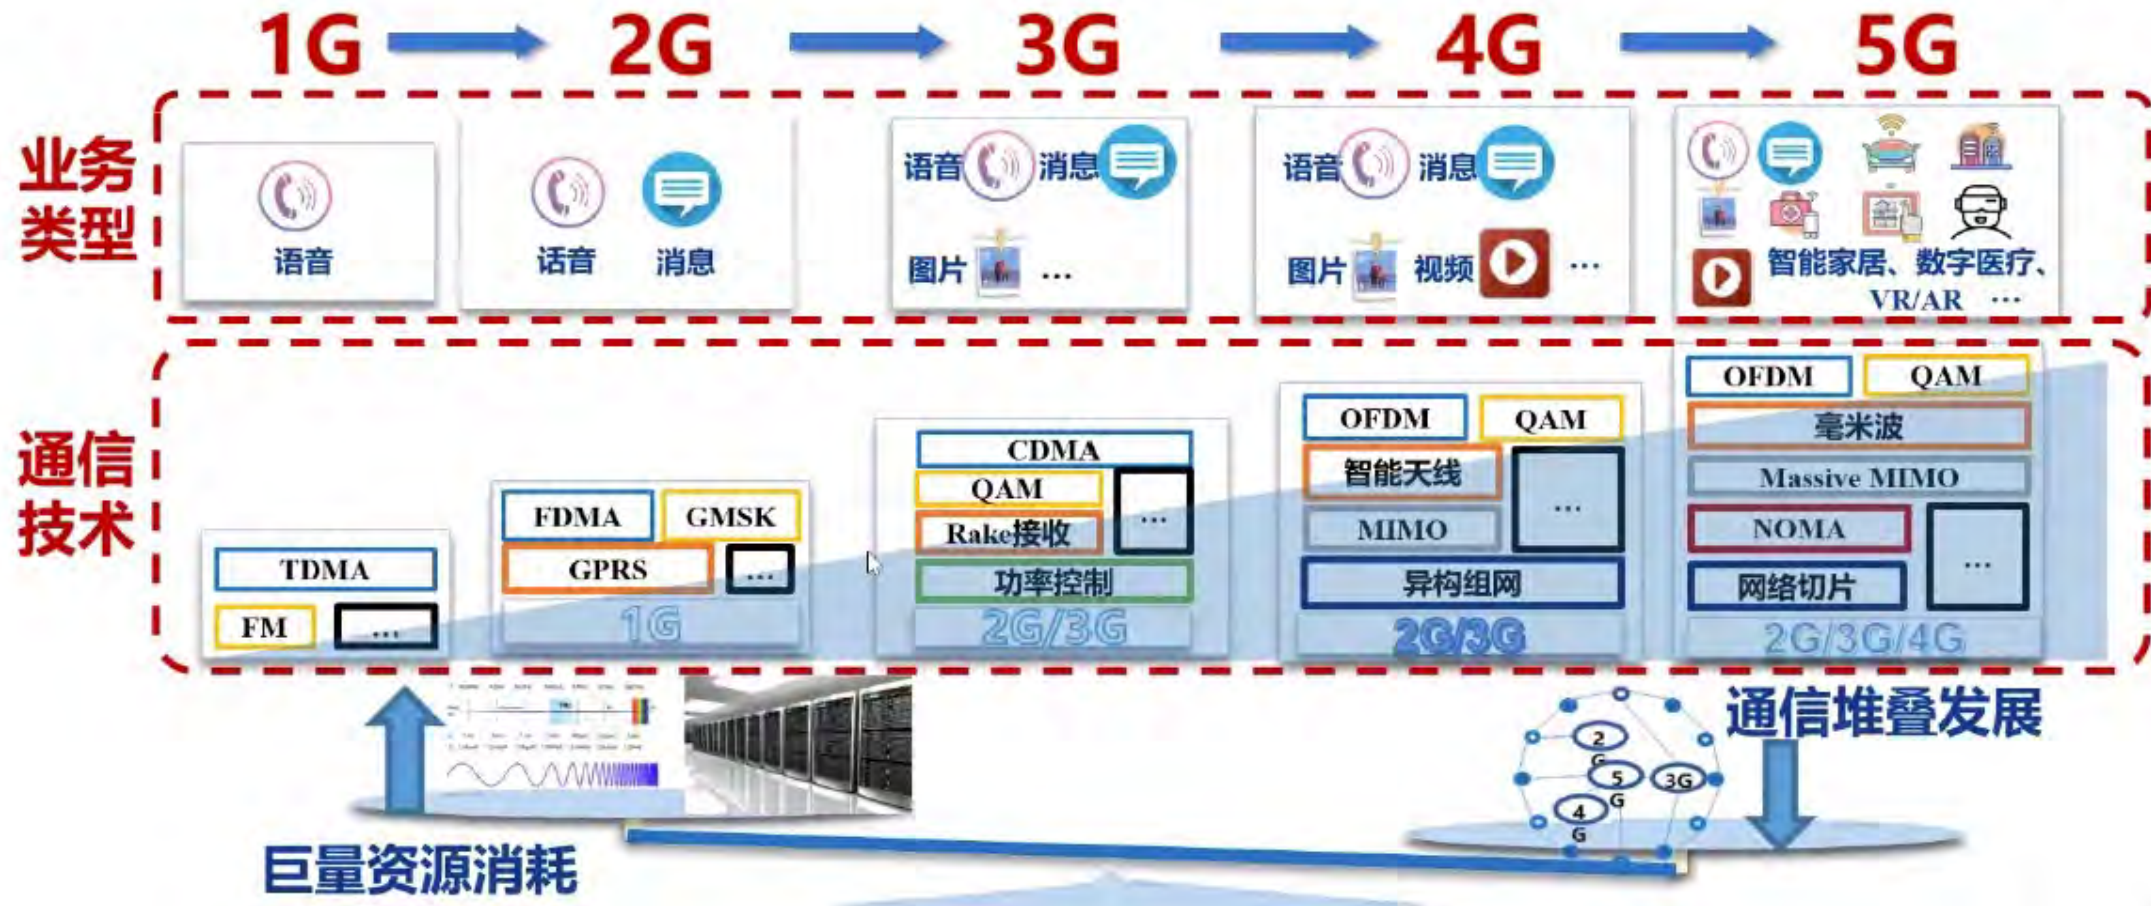 1G 2G 3G 4G 5G
业务
类型
语音
话音 消息
语音 消息
图片 ...
语音 消息
图片 视频 ...
智能家居、数字医疗、
VR/AR ...
通信
技术
TDMA
FM ...
FDMA GMSK
GPRS ...
1G
CDMA
QAM
Rake接收
...
功率控制
2G/3G
OFDM QAM
智能天线
...
MIMO
异构组网
2G/3G
OFDM QAM
毫米波
Massive MIMO
NOMA
...
网络切片
2G/3G/4G
巨量资源消耗
2
G
5
G
3G
4
G
通信堆叠发展